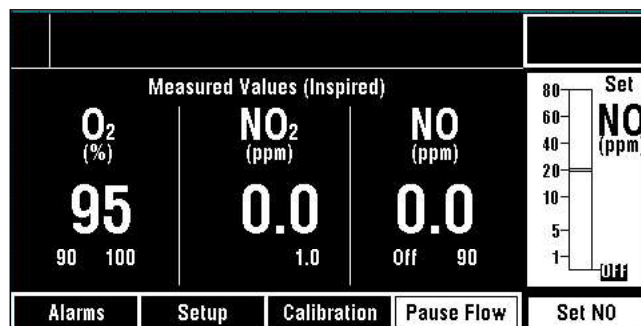 Measured Values (Inspired)
O2 NO2 NO
(%) (ppm) (ppm)
95 0.0 0.0
90 100 1.0 Off 90
Set
NO
(ppm)
80
60
40
20
10
5
1
OFF
Alarms Setup Calibration Pause Flow Set NO